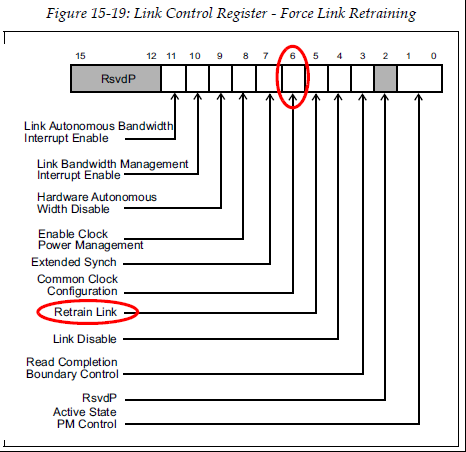 Figure 15-19: Link Control Register - Force Link Retraining
15 12 11 10 9 8 7 6 5 4 3 2 1 0
RsvdP
Link Autonomous Bandwidth
Interrupt Enable
Link Bandwidth Management
Interrupt Enable
Hardware Autonomous
Width Disable
Enable Clock
Power Management
Extended Synch
Common Clock
Configuration
Retrain Link
Link Disable
Read Completion
Boundary Control
RsvdP
Active State
PM Control